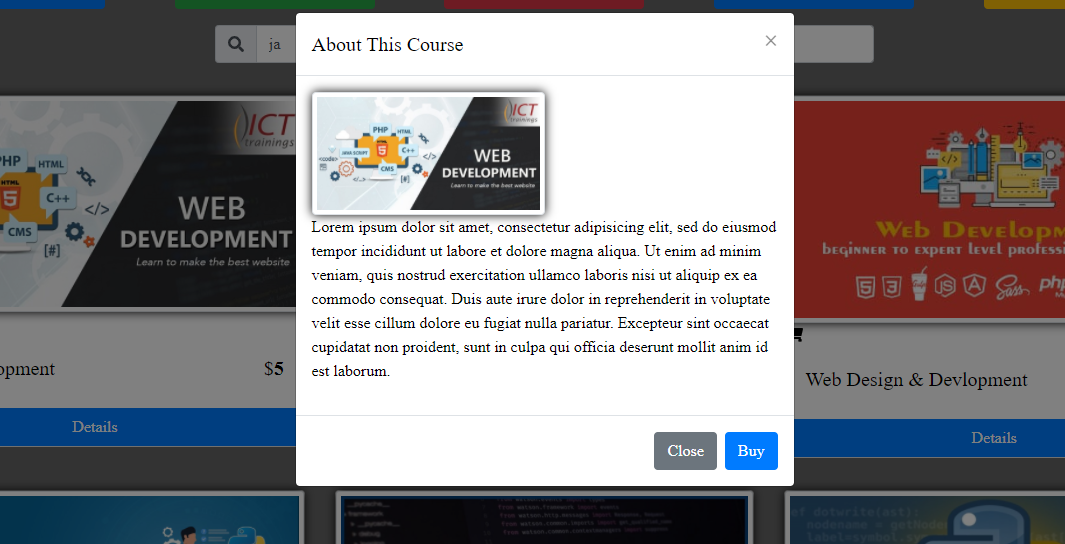 ja
About This Course
×
ICT
trainings
PHP
HTML
JAVA SCRIPT
C++
<code>
</>
CMS
[#]
WEB
DEVELOPMENT
Learn to make the best website
Lorem ipsum dolor sit amet, consectetur adipisicing elit, sed do eiusmod
tempor incididunt ut labore et dolore magna aliqua. Ut enim ad minim
veniam, quis nostrud exercitation ullamco laboris nisi ut aliquip ex ea
commodo consequat. Duis aute irure dolor in reprehenderit in voluptate
velit esse cillum dolore eu fugiat nulla pariatur. Excepteur sint occaecat
cupidatat non proident, sunt in culpa qui officia deserunt mollit anim id
est laborum.
Close Buy
ICT
trainings
PHP
HTML
HTML
C++
CMS
</>
[#]
WEB
DEVELOPMENT
Learn to make the best website
opment $5
Details
</>
Web Developm
Beginner to Expert Level Profess
Sass php
Web Design & Devlopment
Details